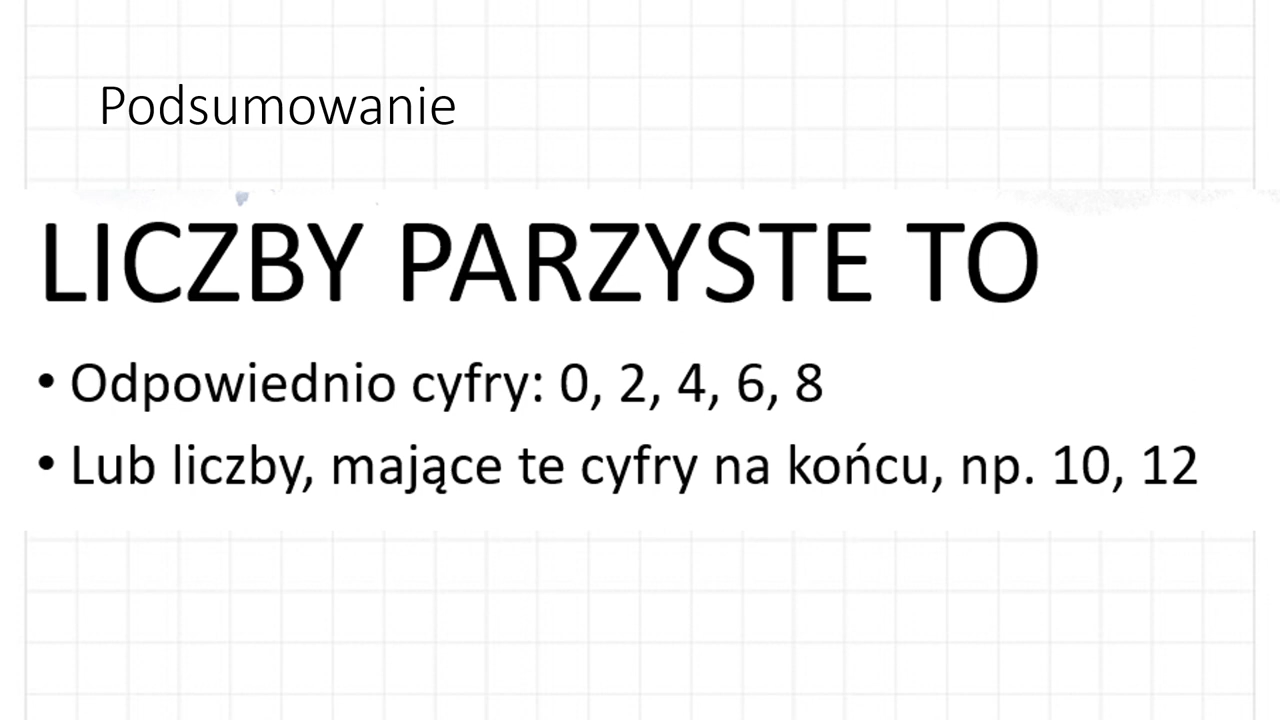 Podsumowanie
LICZBY PARZYSTE TO
• Odpowiednio cyfry: 0, 2, 4, 6, 8
• Lub liczby, mające te cyfry na końcu, np. 10, 12